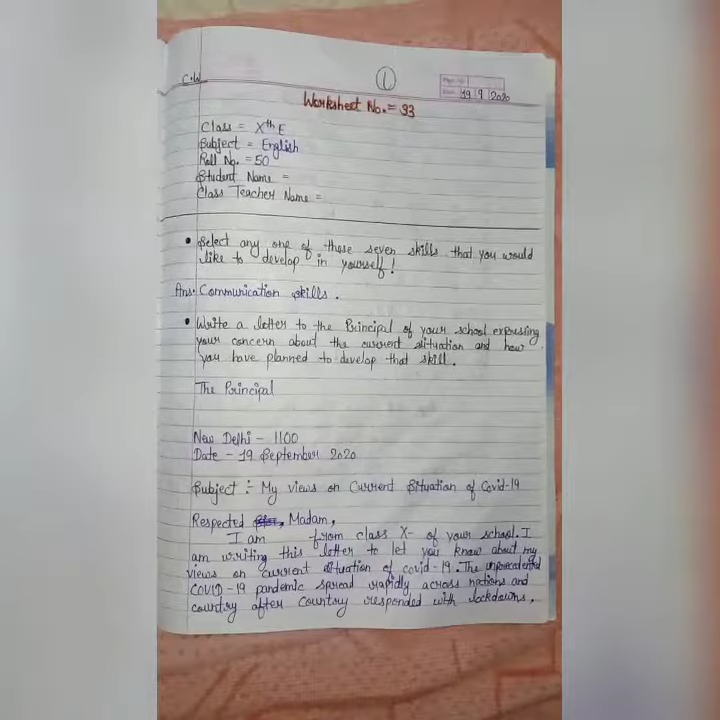 C.W
1
Page No.
Date 19/9/2020
Worksheet No. = 33
Class = Xth E
Subject = English
Roll No. = 50
Student Name =
Class Teacher Name =
• Select any one of those seven skills that you would
like to develop in yourself!
Ans. Communication skills.
• Write a letter to the Principal of your school expressing
your concern about the current situation and how
you have planned to develop that skill.
The Principal
New Delhi - 1100
Date - 19 September 2020
Subject :- My views on Current Situation of Covid-19
Respected Madam,
I am from class X- of your school. I
am writing this letter to let you know about my
views on current situation of covid-19. The unprecedented
COVID-19 pandemic spread rapidly across nations and
country after country responded with lockdowns.